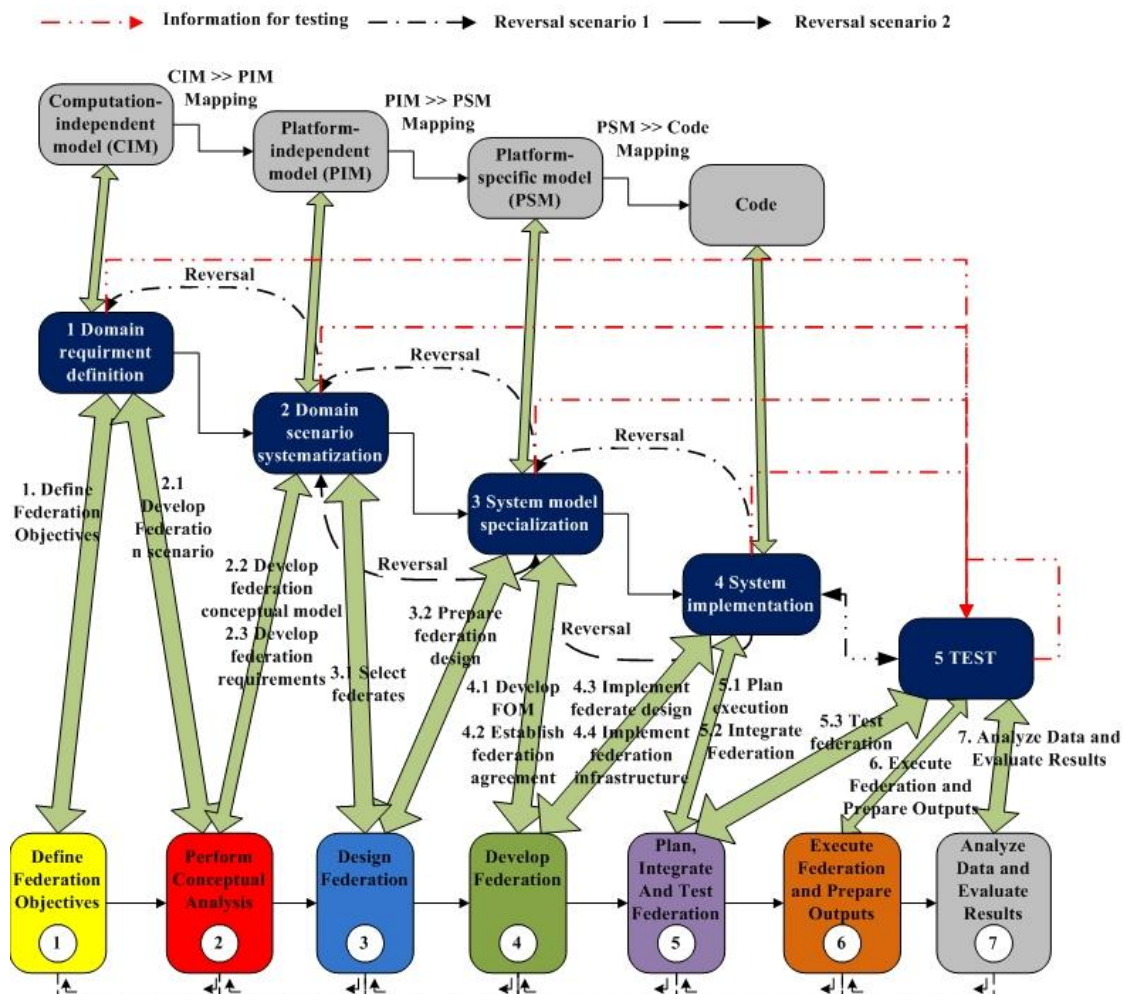 Information for testing
Reversal scenario 1
Reversal scenario 2
CIM >> PIM
Mapping
PIM >> PSM
Mapping
PSM >> Code
Mapping
Computation-
independent
model (CIM)
Platform-
independent
model (PIM)
Platform-
specific model
(PSM)
Code
Reversal
Reversal
Reversal
1 Domain
requirment
definition
2 Domain
scenario
systematization
3 System model
specialization
4 System
implementation
5 TEST
Reversal
Reversal
1. Define
Federation
Objectives
2.1
Develop
Federatio
n scenario
2.2 Develop
federation
conceptual model
2.3 Develop
federation
requirements
3.1 Select
federates
3.2 Prepare
federation
design
4.1 Develop
FOM
4.2 Establish
federation
agreement
4.3 Implement
federate design
4.4 Implement
federation
infrastructure
5.1 Plan
execution
5.2 Integrate
Federation
5.3 Test
federation
6. Execute
Federation and
Prepare Outputs
7. Analyze Data and
Evaluate Results
Define
Federation
Objectives
1
Perform
Conceptual
Analysis
2
Design
Federation
3
Develop
Federation
4
Plan,
Integrate
And Test
Federation
5
Execute
Federation
and Prepare
Outputs
6
Analyze
Data and
Evaluate
Results
7